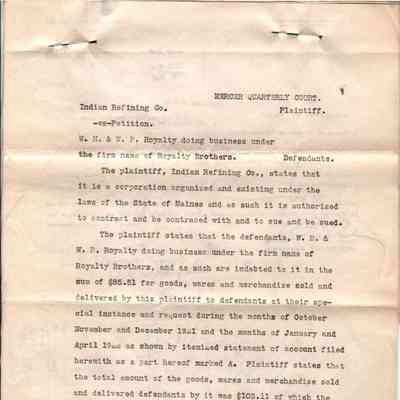 MERCER QUARTERLY COURT.
Indian Refining Co. Plaintiff.
-os-Petition.
W. H. & W. P. Royalty doing business under
the firm name of Royalty Brothers. Defendants.
The plaintiff, Indian Refining Co., states that
it is a corporation organized and existing under the
laws of the State of Maine and as such it is authorized
to contract and be contraced with and to sue and be sued.
The plaintiff states that the defendants, W. H. &
W. P. Royalty doing business under the firm name of
Royalty Brothers, and as such are indebted to it in the
sum of $85.51 for goods, wares and merchandise sold and
delivered by this plaintiff to defendants at their spe-
cial instance and request during the months of October
November and December 1921 and the months of January and
April 1922 as shown by itemized statement of account filed
herewith as a part hereof marked A. Plaintiff states that
the total amount of the goods, wares and merchandise sold
and delivered defendants by it was $103.11 of which the